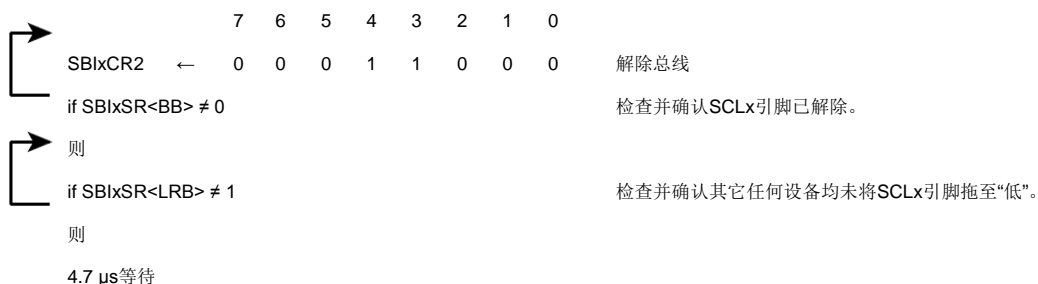 7 6 5 4 3 2 1 0
SBIxCR2 ← 0 0 0 1 1 0 0 0 解除总线
if SBIxSR<BB> ≠ 0 检查并确认SCLx引脚已解除。
则
if SBIxSR<LRB> ≠ 1 检查并确认其它任何设备均未将SCLx引脚拖至“低”。
则
4.7 μs等待